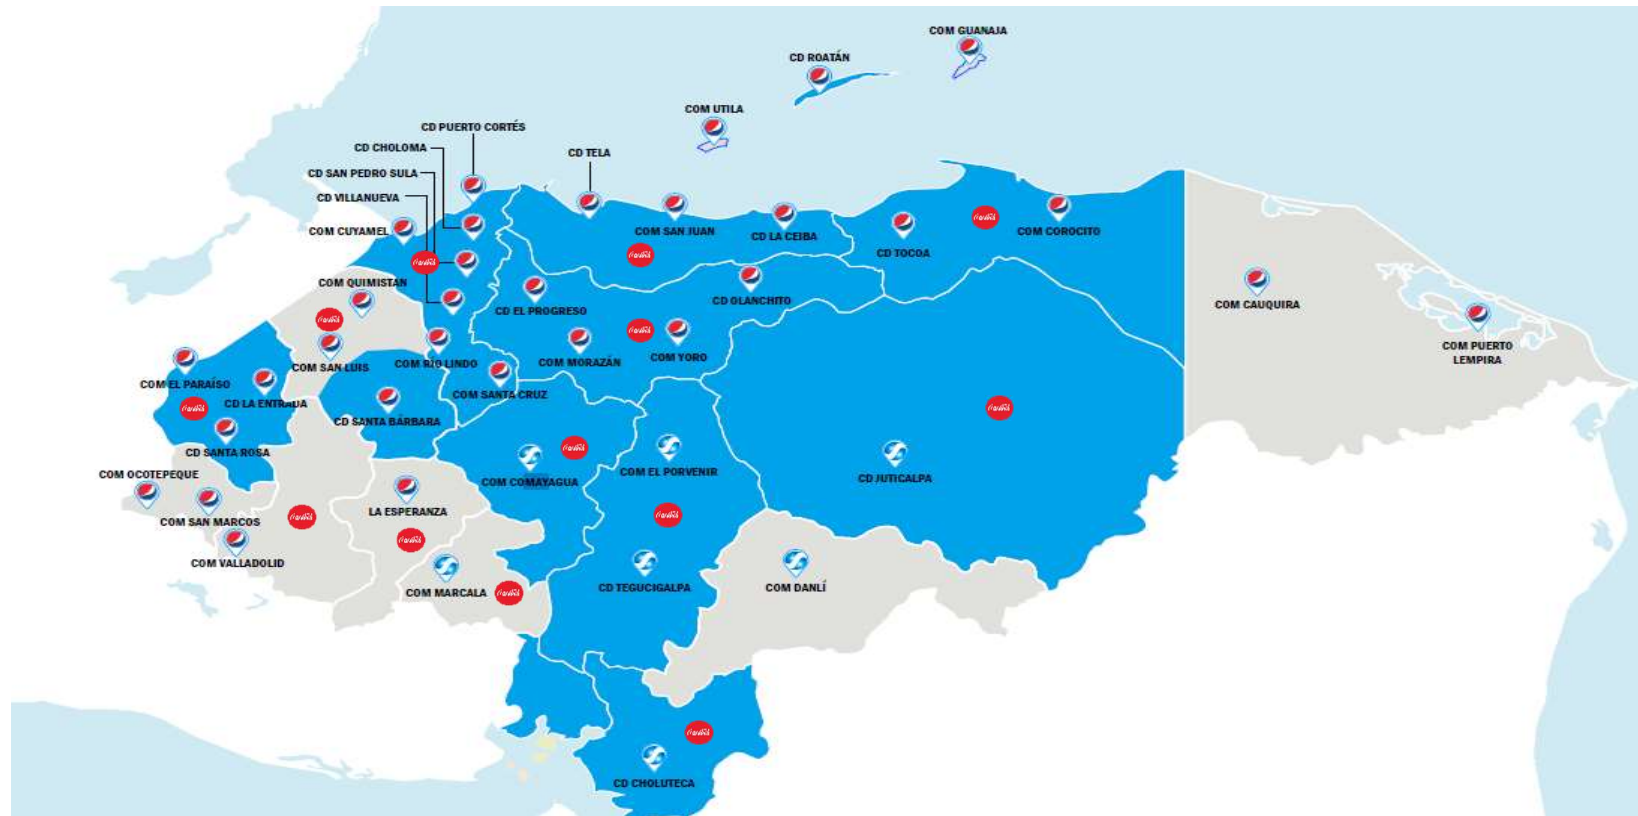 COM GUANAJA
CD ROATÁN
COM UTILA
CD PUERTO CORTÉS
CD CHOLOMA
CD TELA
CD SAN PEDRO SULA
CD VILLANUEVA
COM CUYAMEL
COM SAN JUAN
CD LA CEIBA
CD TOCOA
COM COROCITO
COM QUIMISTAN
CD EL PROGRESO
CD OLANCHITO
COM CAUQUIRA
COM PUERTO
LEMPIRA
COM SAN LUIS
COM RIO LINDO
COM MORAZÁN
COM YORO
COM EL PARAÍSO
CD LA ENTRADA
COM SANTA CRUZ
CD SANTA BÁRBARA
CD SANTA ROSA
COM OCOTEPEQUE
COM COMAYAGUA
COM EL PORVENIR
CD JUTICALPA
COM SAN MARCOS
LA ESPERANZA
COM VALLADOLID
COM MARCALA
CD TEGUCIGALPA
COM DANLÍ
CD CHOLUTECA